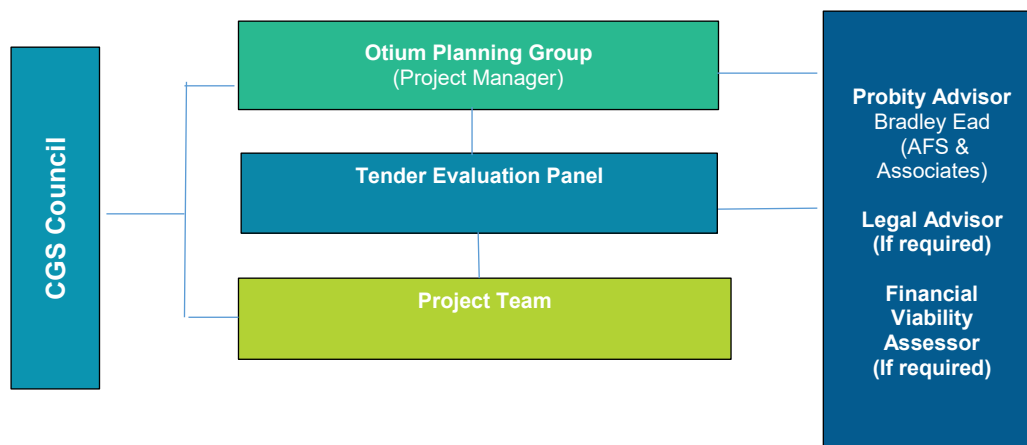 CGS Council
Otium Planning Group
(Project Manager)
Tender Evaluation Panel
Project Team
Probity Advisor
Bradley Ead
(AFS &
Associates)
Legal Advisor
(If required)
Financial
Viability
Assessor
(If required)